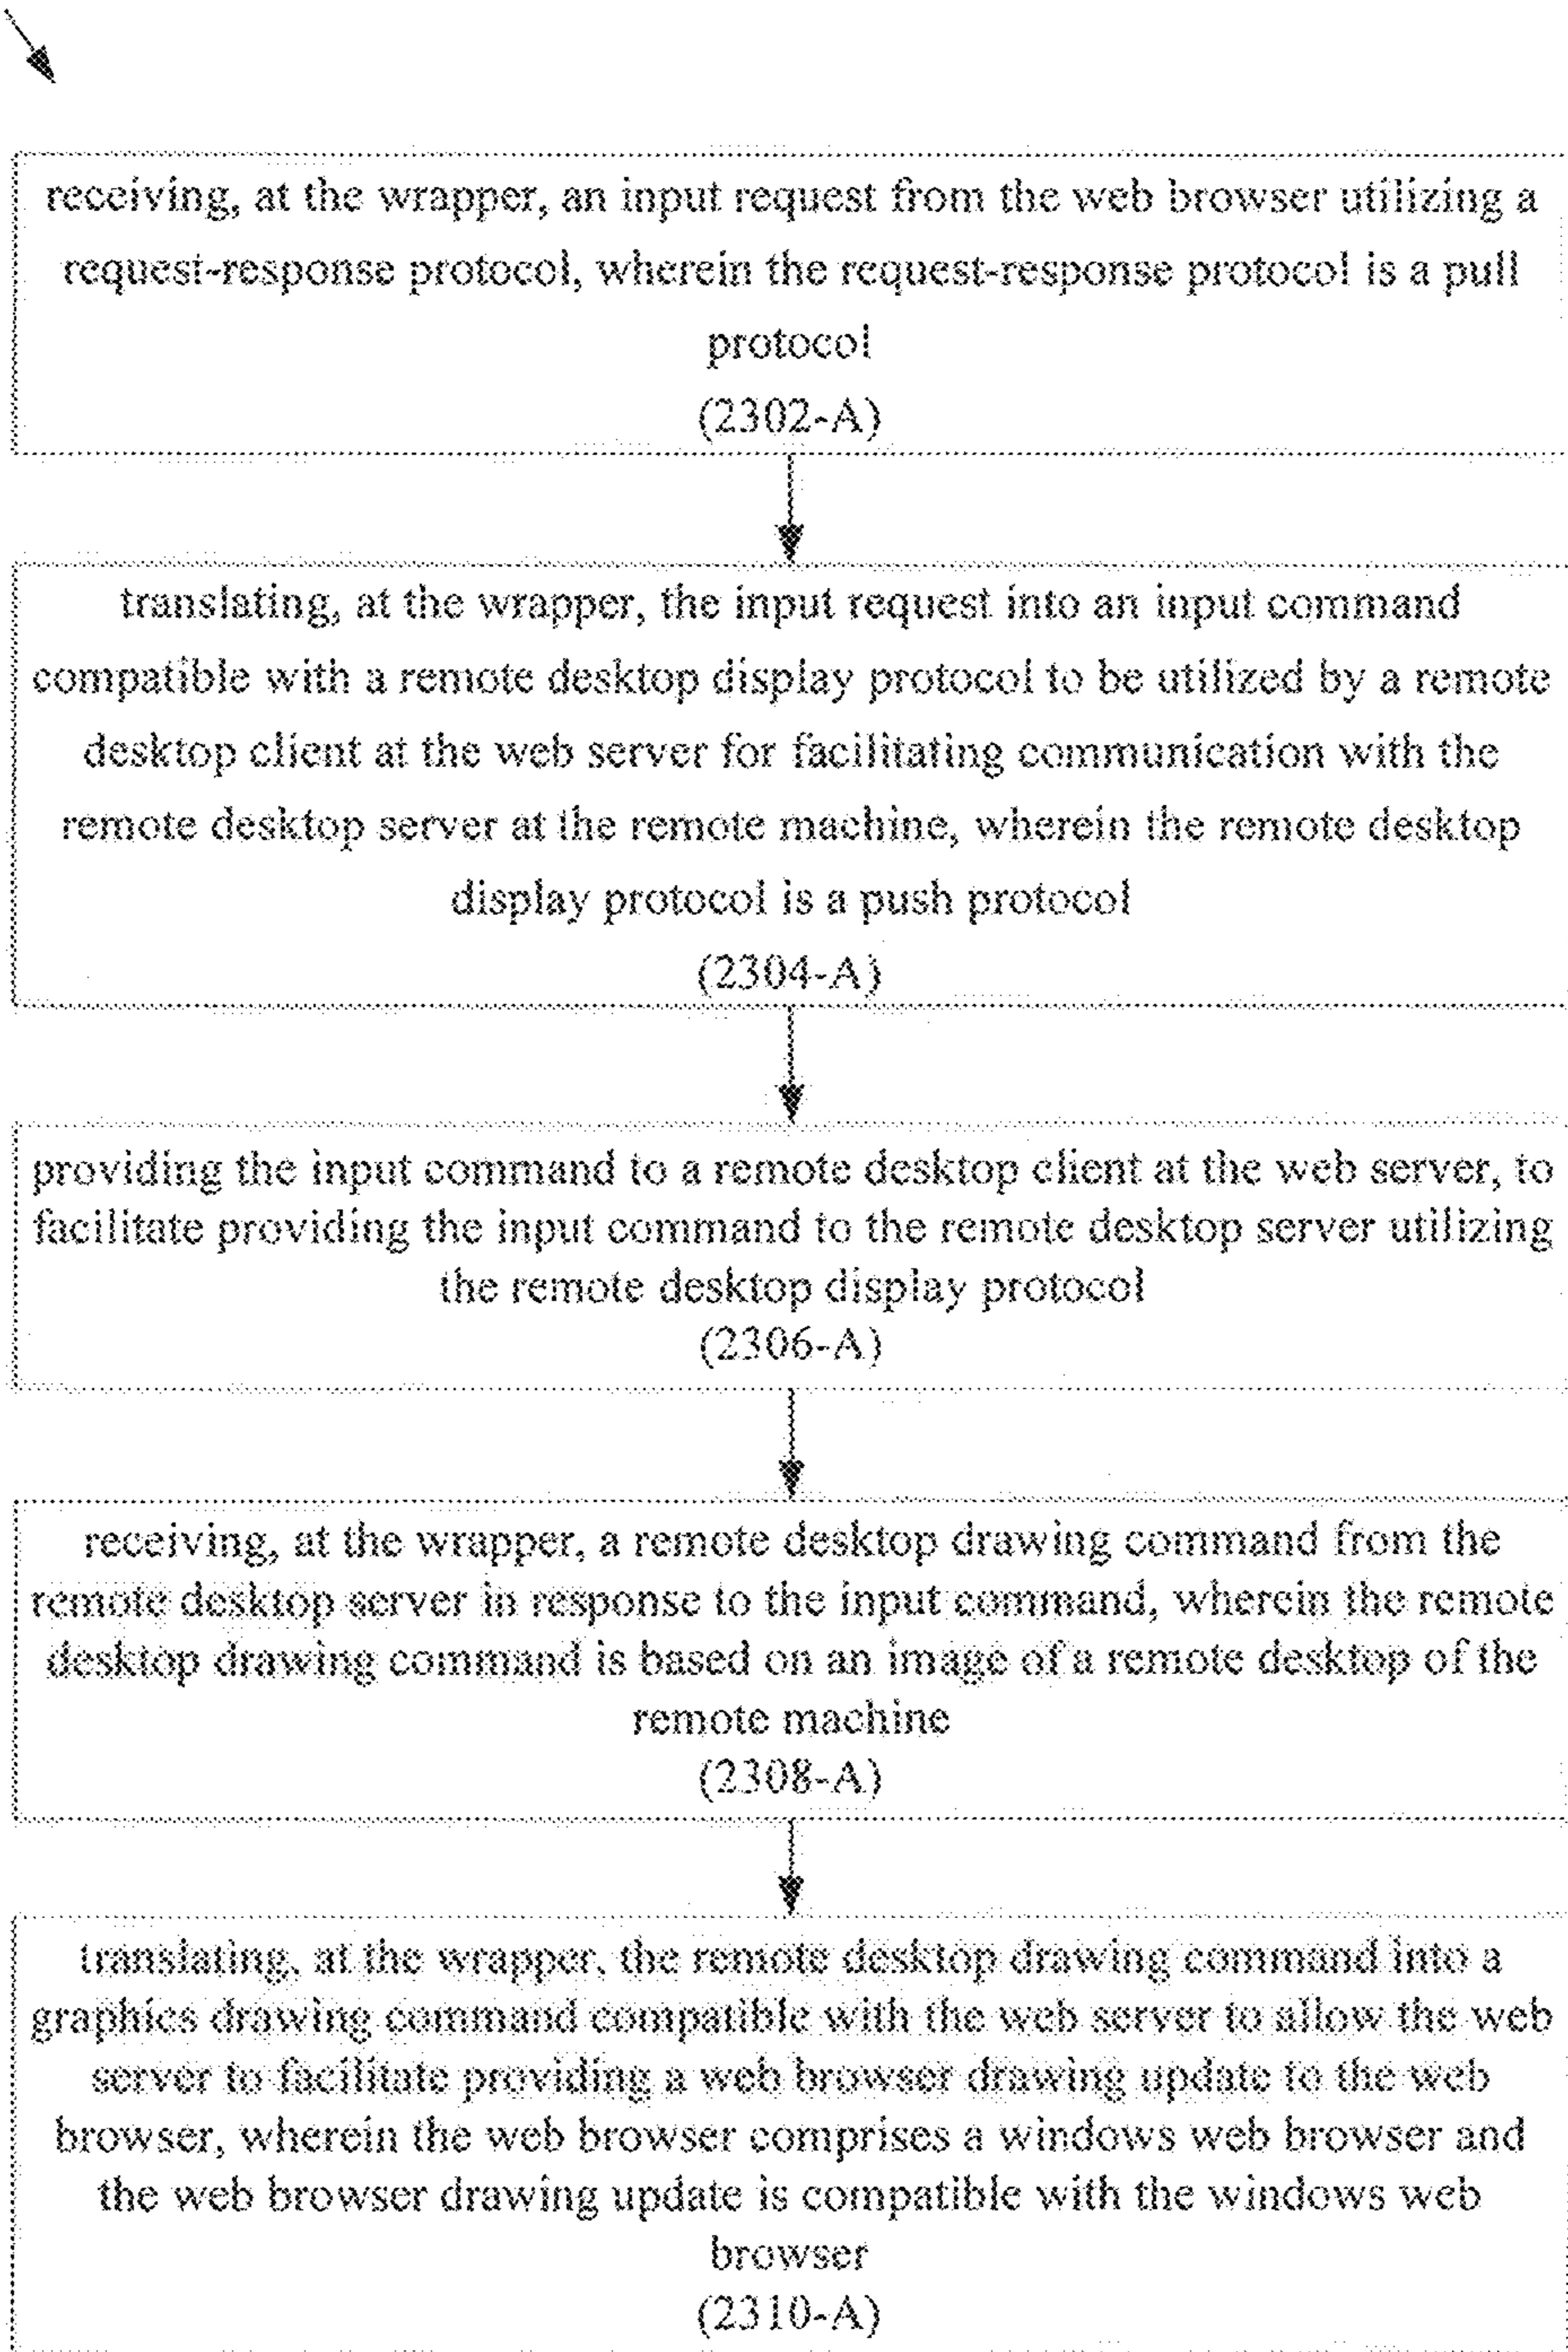 receiving, at the wrapper, an input request from the web browser utilizing a
request-response protocol, wherein the request-response protocol is a pull
protocol
(2302-A)
translating, at the wrapper, the input request into an input command
compatible with a remote desktop display protocol to be utilized by a remote
desktop client at the web server for facilitating communication with the
remote desktop server at the remote machine, wherein the remote desktop
display protocol is a push protocol
(2304-A)
providing the input command to a remote desktop client at the web server, to
facilitate providing the input command to the remote desktop server utilizing
the remote desktop display protocol
(2306-A)
receiving, at the wrapper, a remote desktop drawing command from the
remote desktop server in response to the input command, wherein the remote
desktop drawing command is based on an image of a remote desktop of the
remote machine
(2308-A)
translating, at the wrapper, the remote desktop drawing command into a
graphics drawing command compatible with the web server to allow the web
server to facilitate providing a web browser drawing update to the web
browser, wherein the web browser comprises a windows web browser and
the web browser drawing update is compatible with the windows web
browser
(2310-A)